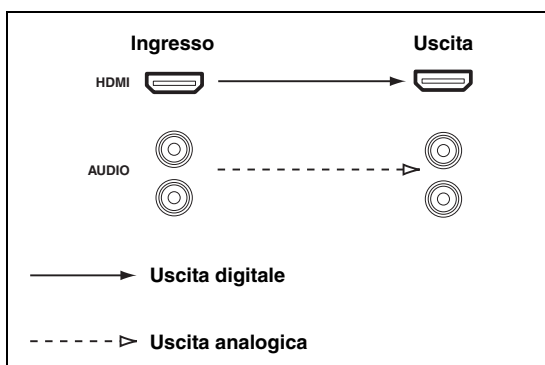 Ingresso Uscita
HDMI
AUDIO
Uscita digitale
Uscita analogica